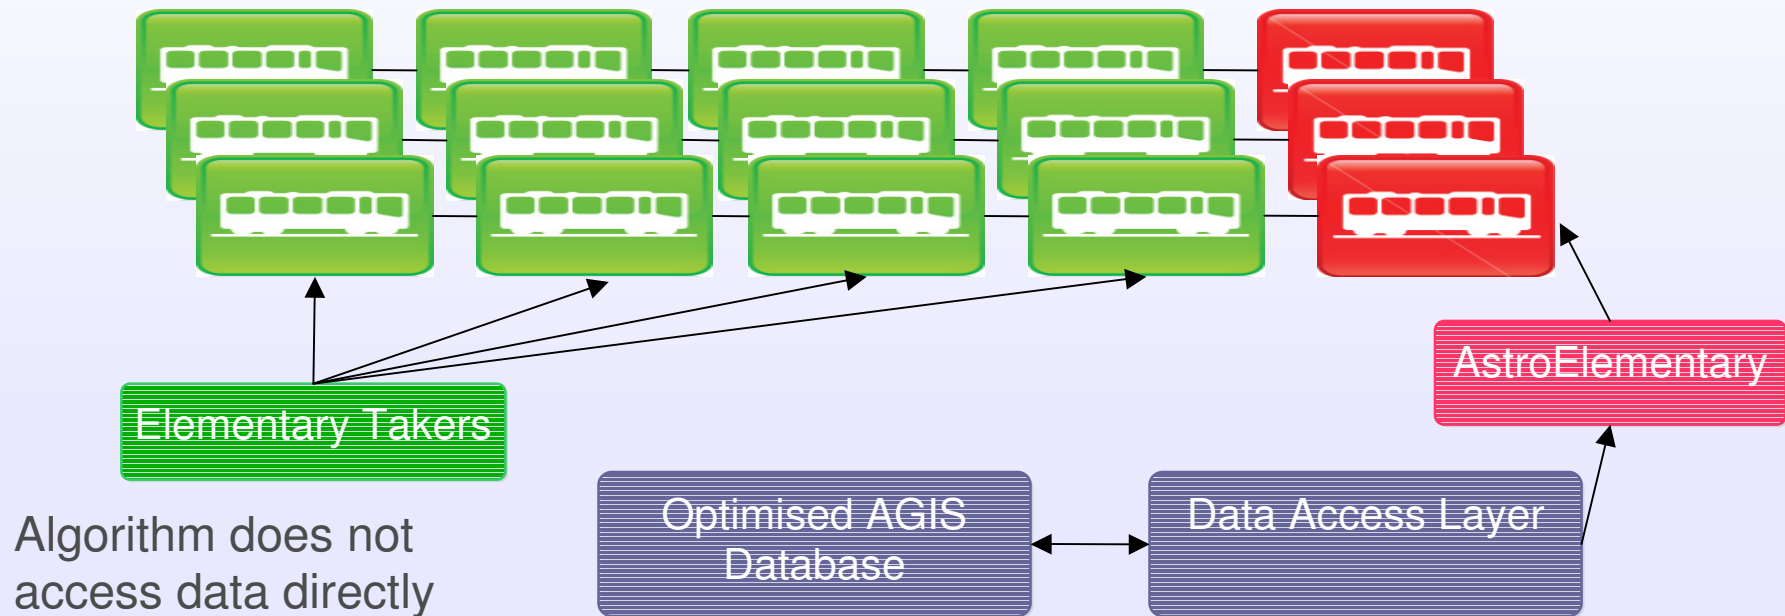 AstroElementary
Elementary Takers
Optimised AGIS
Database
Data Access Layer
Algorithm does not
access data directly